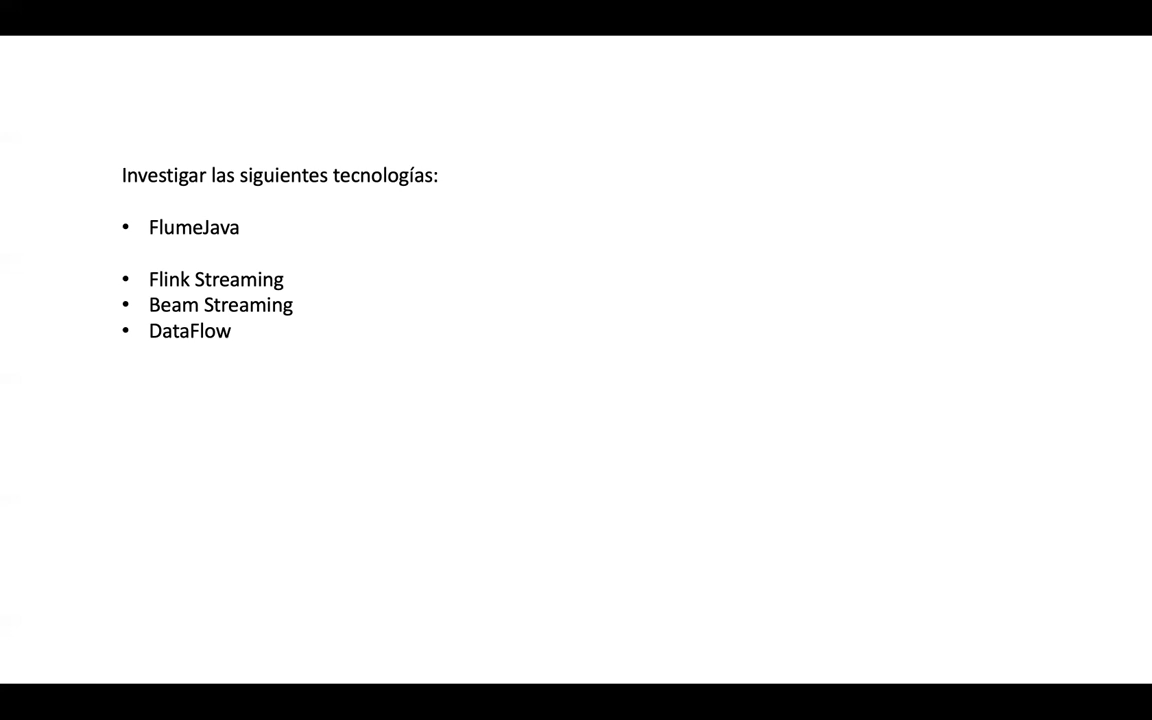 Investigar las siguientes tecnologías:
• FlumeJava
• Flink Streaming
• Beam Streaming
• DataFlow